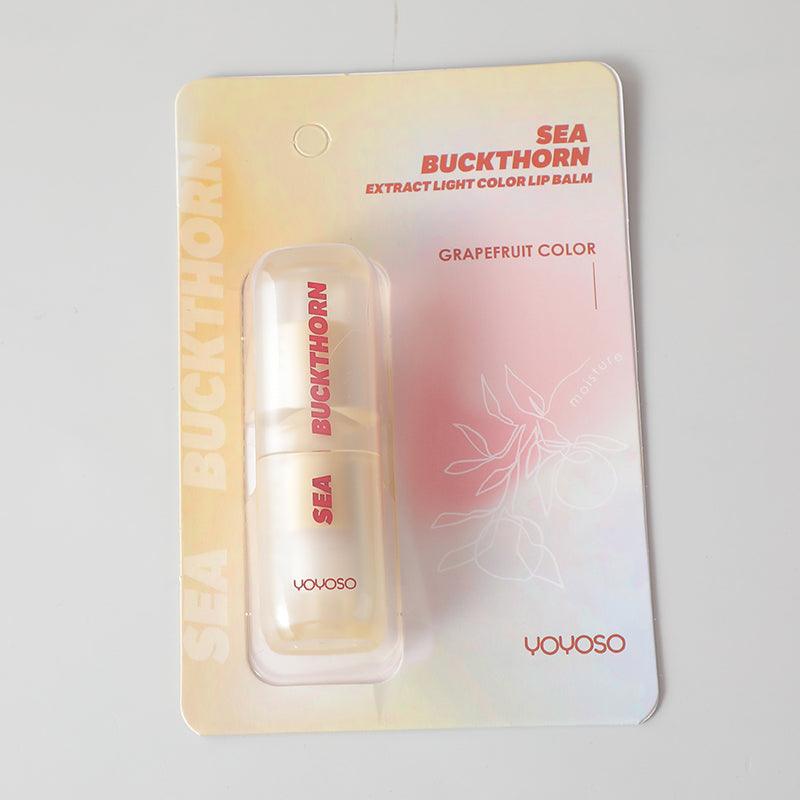 SEA
BUCKTHORN
EXTRACT LIGHT COLOR LIP BALM
GRAPEFRUIT COLOR
moisture
SEA BUCKTHORN
SEA BUCKTHORN
YOYOSO
YOYOSO